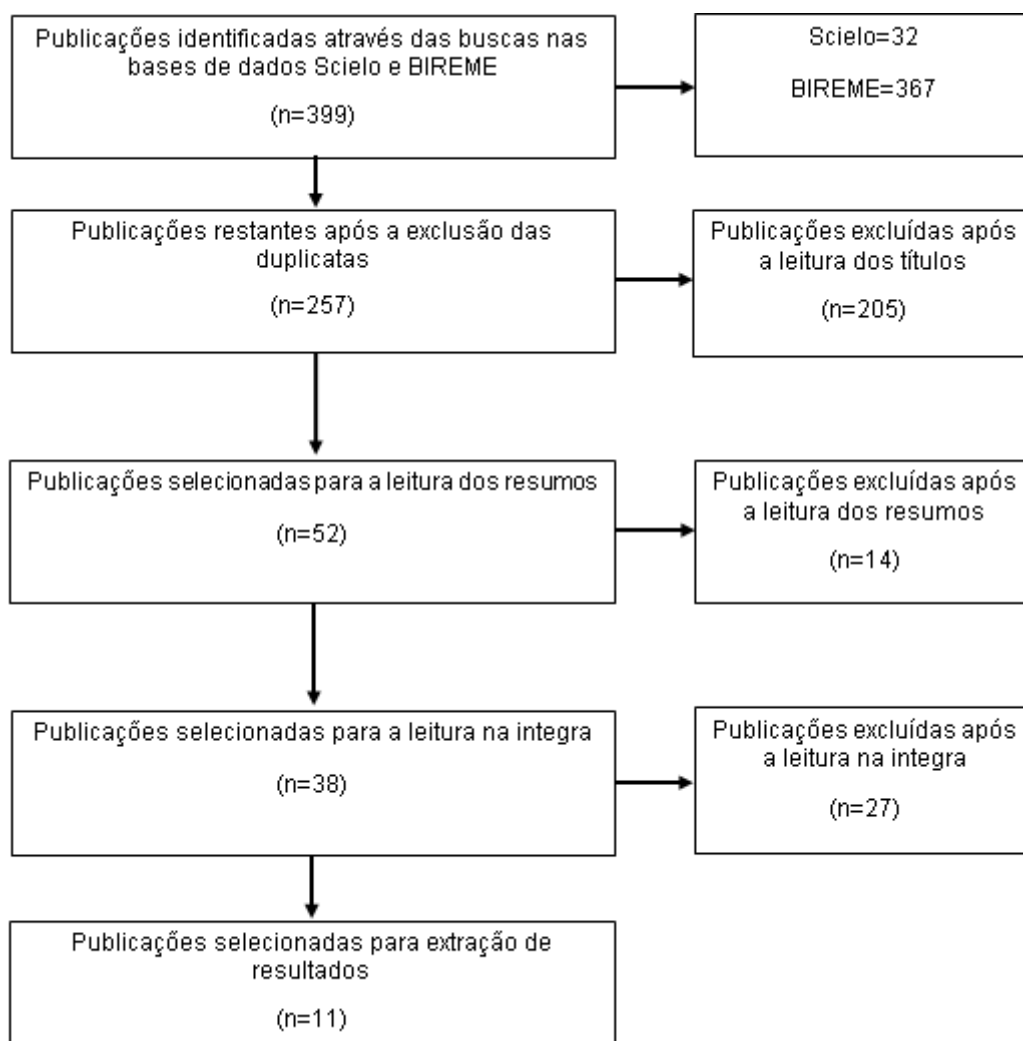 Publicações identificadas através das buscas nas
bases de dados Scielo e BIREME
(n=399)
Scielo=32
BIREME=367
Publicações restantes após a exclusão das
duplicatas
(n=257)
Publicações excluídas após
a leitura dos títulos
(n=205)
Publicações selecionadas para a leitura dos resumos
(n=52)
Publicações excluídas após
a leitura dos resumos
(n=14)
Publicações selecionadas para a leitura na integra
(n=38)
Publicações excluídas após
a leitura na integra
(n=27)
Publicações selecionadas para extração de
resultados
(n=11)